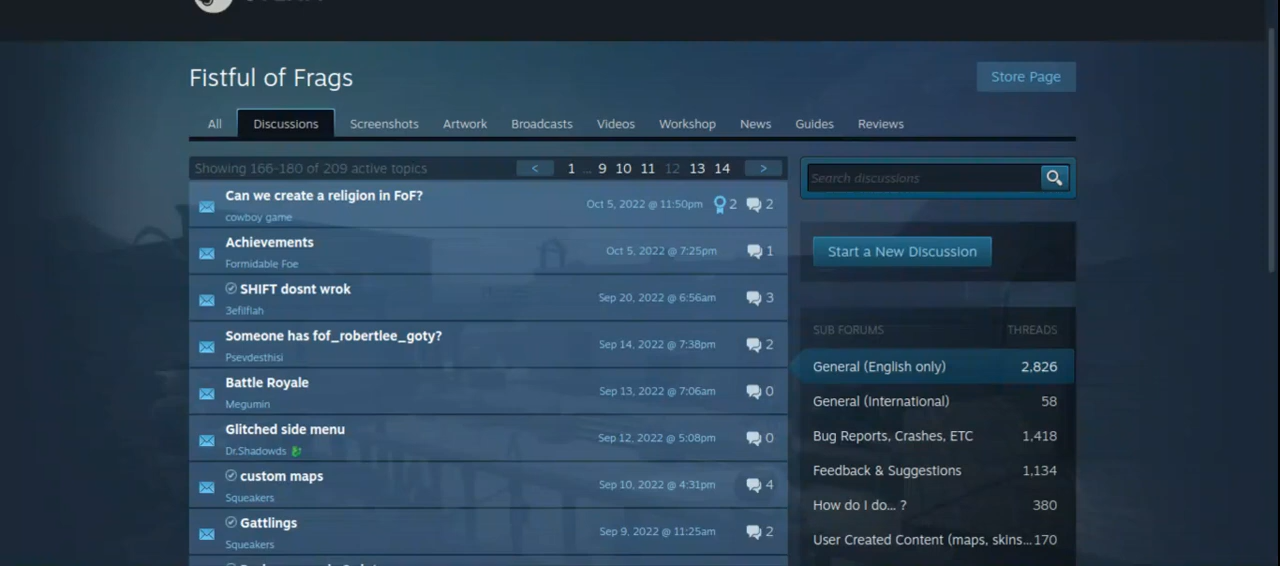 Fistful of Frags
Store Page
All Discussions Screenshots Artwork Broadcasts Videos Workshop News Guides Reviews
Showing 166-180 of 209 active topics < 1 ... 9 10 11 12 13 14 >
Search discussions
Can we create a religion in FoF?
cowboy game
Oct 5, 2022 @ 11:50pm 2 2
Achievements
Formidable Foe
Oct 5, 2022 @ 7:25pm 1
SHIFT dosnt wrok
3efilfiah
Sep 20, 2022 @ 6:56am 3
Someone has fof_robertlee_goty?
Psevdesthisi
Sep 14, 2022 @ 7:38pm 2
Battle Royale
Megumin
Sep 13, 2022 @ 7:06am 0
Glitched side menu
Dr.Shadowds
Sep 12, 2022 @ 5:08pm 0
custom maps
Squeakers
Sep 10, 2022 @ 4:31pm 4
Gattlings
Squeakers
Sep 9, 2022 @ 11:25am 2
Start a New Discussion
SUB FORUMS THREADS
General (English only) 2,826
General (International) 58
Bug Reports, Crashes, ETC 1,418
Feedback & Suggestions 1,134
How do I do... ? 380
User Created Content (maps, skins... 170